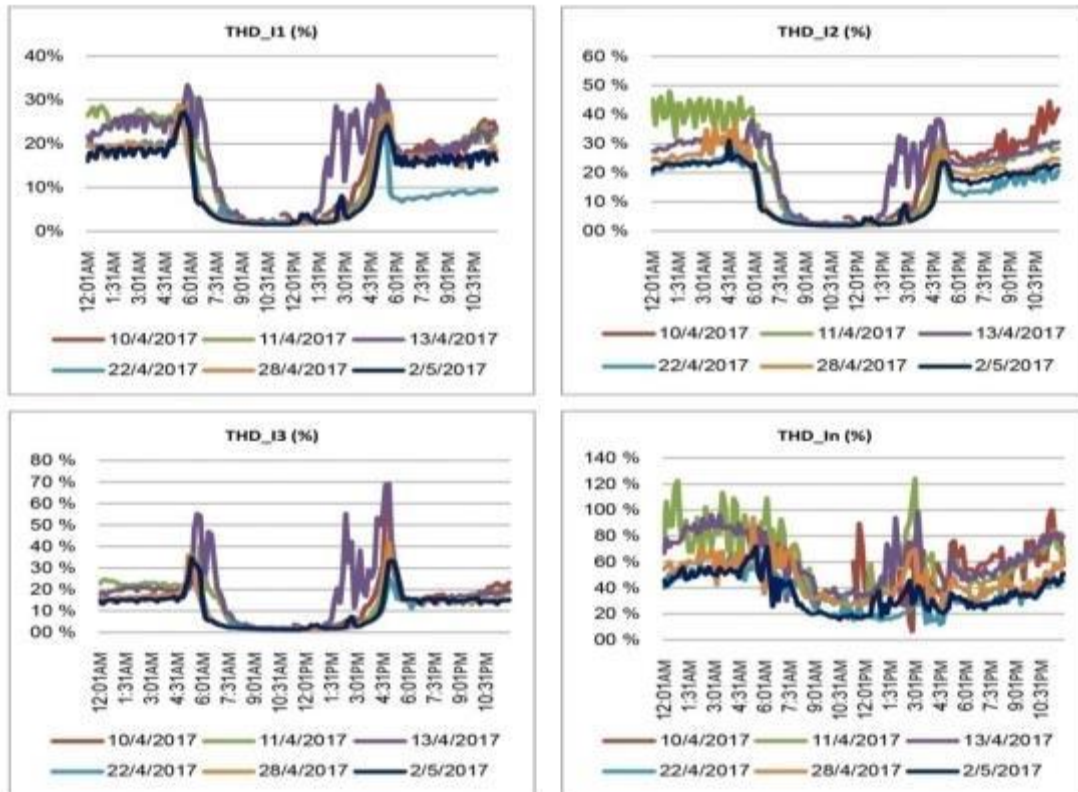 THD_I1 (%)
40%
30%
20%
10%
0%
12:01AM
1:31AM
3:01AM
4:31AM
6:01AM
7:31AM
9:01AM
10:31AM
12:01PM
1:31PM
3:01PM
4:31PM
6:01PM
7:31PM
9:01PM
10:31PM
10/4/2017 11/4/2017 13/4/2017
22/4/2017 28/4/2017 2/5/2017
THD_I2 (%)
60 %
50 %
40 %
30 %
20 %
10 %
00 %
12:01AM
1:31AM
3:01AM
4:31AM
6:01AM
7:31AM
9:01AM
10:31AM
12:01PM
1:31PM
3:01PM
4:31PM
6:01PM
7:31PM
9:01PM
10:31PM
10/4/2017 11/4/2017 13/4/2017
22/4/2017 28/4/2017 2/5/2017
THD_I3 (%)
80 %
70 %
60 %
50 %
40 %
30 %
20 %
10 %
00 %
12:01AM
1:31AM
3:01AM
4:31AM
6:01AM
7:31AM
9:01AM
10:31AM
12:01PM
1:31PM
3:01PM
4:31PM
6:01PM
7:31PM
9:01PM
10:31PM
10/4/2017 11/4/2017 13/4/2017
22/4/2017 28/4/2017 2/5/2017
THD_In (%)
140 %
120 %
100 %
80 %
60 %
40 %
20 %
00 %
12:01AM
1:31AM
3:01AM
4:31AM
6:01AM
7:31AM
9:01AM
10:31AM
12:01PM
1:31PM
3:01PM
4:31PM
6:01PM
7:31PM
9:01PM
10:31PM
10/4/2017 11/4/2017 13/4/2017
22/4/2017 28/4/2017 2/5/2017